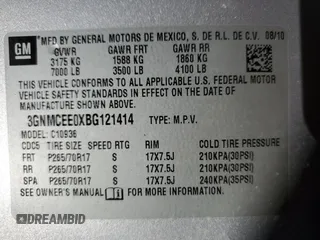 GM
*MFD BY GENERAL MOTORS DE MEXICO, S. DE R.L. DE C.V. 08/10
GVWR GAWR FRT GAWR RR
3175 KG 1588 KG 1860 KG
7000 LB 3500 LB 4100 LB
THIS VEHICLE CONFORMS TO ALL APPLICABLE U.S. FEDERAL
MOTOR VEHICLE SAFETY AND THEFT PREVENTION STANDARDS
IN EFFECT ON THE DATE OF MANUFACTURE SHOWN ABOVE.
3GNMCEE0XBG121414 TYPE: M.P.V.
MODEL: C10936
CDC5 TIRE SIZE SPEED RTG RIM COLD TIRE PRESSURE
FRT P265/70R17 S 17X7.5J 210KPA(30PSI)
RR P265/70R17 S 17X7.5J 210KPA(30PSI)
SPA P265/70R17 S 17X7.5J 240KPA(35PSI)
SEE OWNER'S MANUAL FOR MORE INFORMATION.
DREAMBID